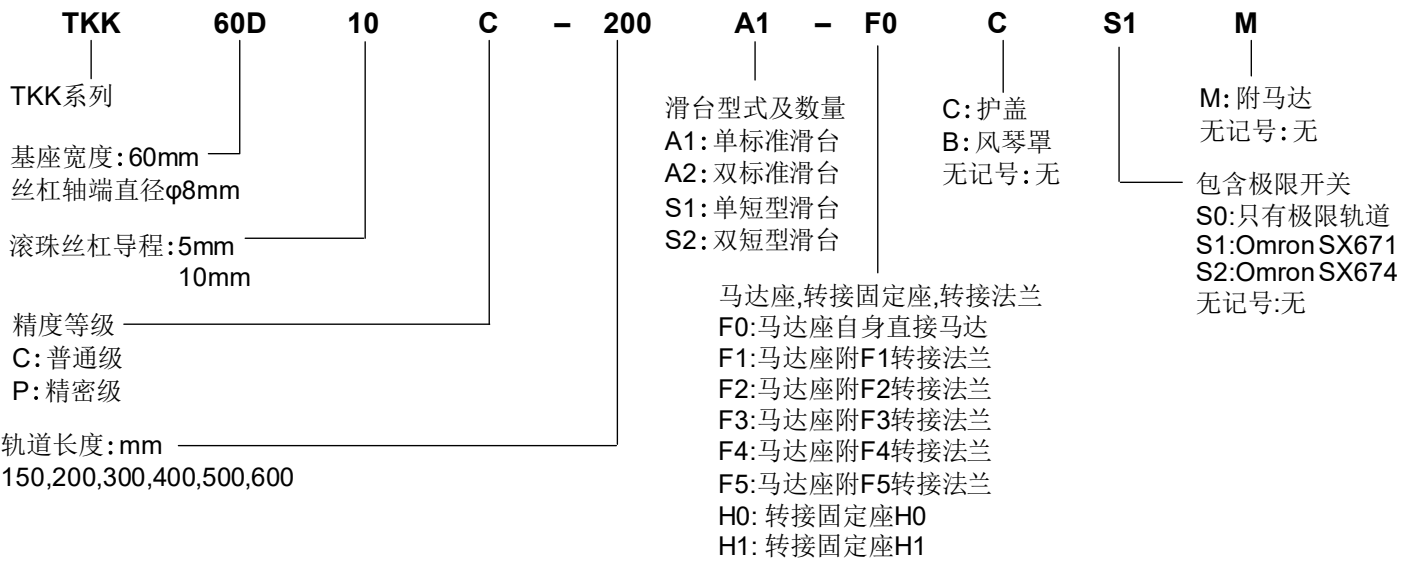 TKK 60D 10 C – 200 A1 – F0 C S1 M
TKK系列
基座宽度:60mm
丝杠轴端直径φ8mm
滚珠丝杠导程:5mm
10mm
精度等级
C:普通级
P:精密级
轨道长度:mm
150,200,300,400,500,600
滑台型式及数量
A1:单标准滑台
A2:双标准滑台
S1:单短型滑台
S2:双短型滑台
马达座,转接固定座,转接法兰
F0:马达座自身直接马达
F1:马达座附F1转接法兰
F2:马达座附F2转接法兰
F3:马达座附F3转接法兰
F4:马达座附F4转接法兰
F5:马达座附F5转接法兰
H0: 转接固定座H0
H1: 转接固定座H1
C:护盖
B:风琴罩
无记号:无
包含极限开关
S0:只有极限轨道
S1:Omron SX671
S2:Omron SX674
无记号:无
M:附马达
无记号:无